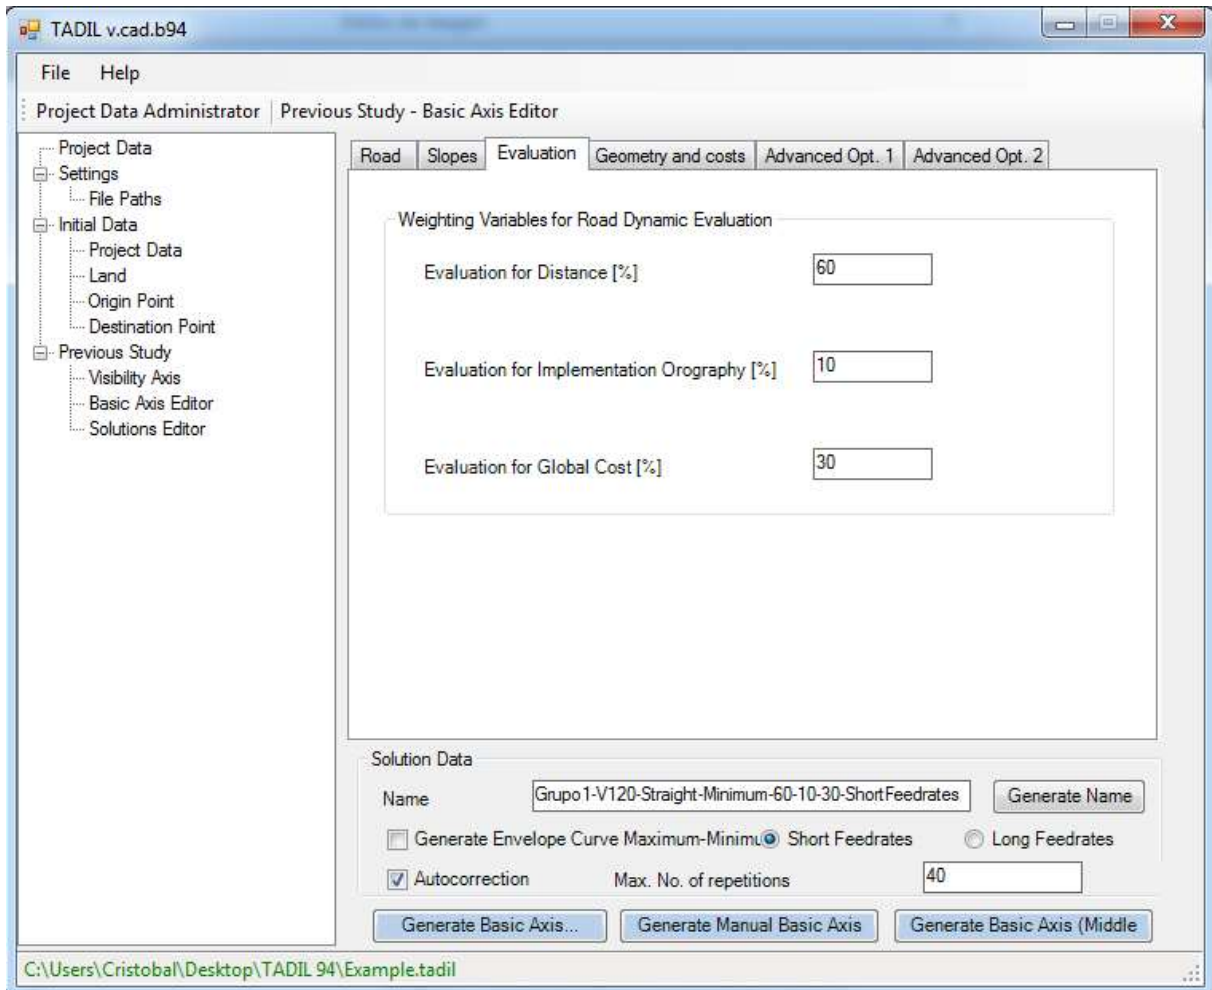 TADIL v.cad.b94
File Help
Project Data Administrator Previous Study - Basic Axis Editor
Project Data
Settings
File Paths
Initial Data
Project Data
Land
Origin Point
Destination Point
Previous Study
Visibility Axis
Basic Axis Editor
Solutions Editor
Road Slopes Evaluation Geometry and costs Advanced Opt. 1 Advanced Opt. 2
Weighting Variables for Road Dynamic Evaluation
Evaluation for Distance [%] 60
Evaluation for Implementation Orography [%] 10
Evaluation for Global Cost [%] 30
Solution Data
Name Grupo1-V120-Straight-Minimum-60-10-30-ShortFeedrates Generate Name
Generate Envelope Curve Maximum-Minimu Short Feedrates Long Feedrates
Autocorrection Max. No. of repetitions 40
Generate Basic Axis... Generate Manual Basic Axis Generate Basic Axis (Middle
C:\Users\Cristobal\Desktop\TADIL 94\Example.tadil